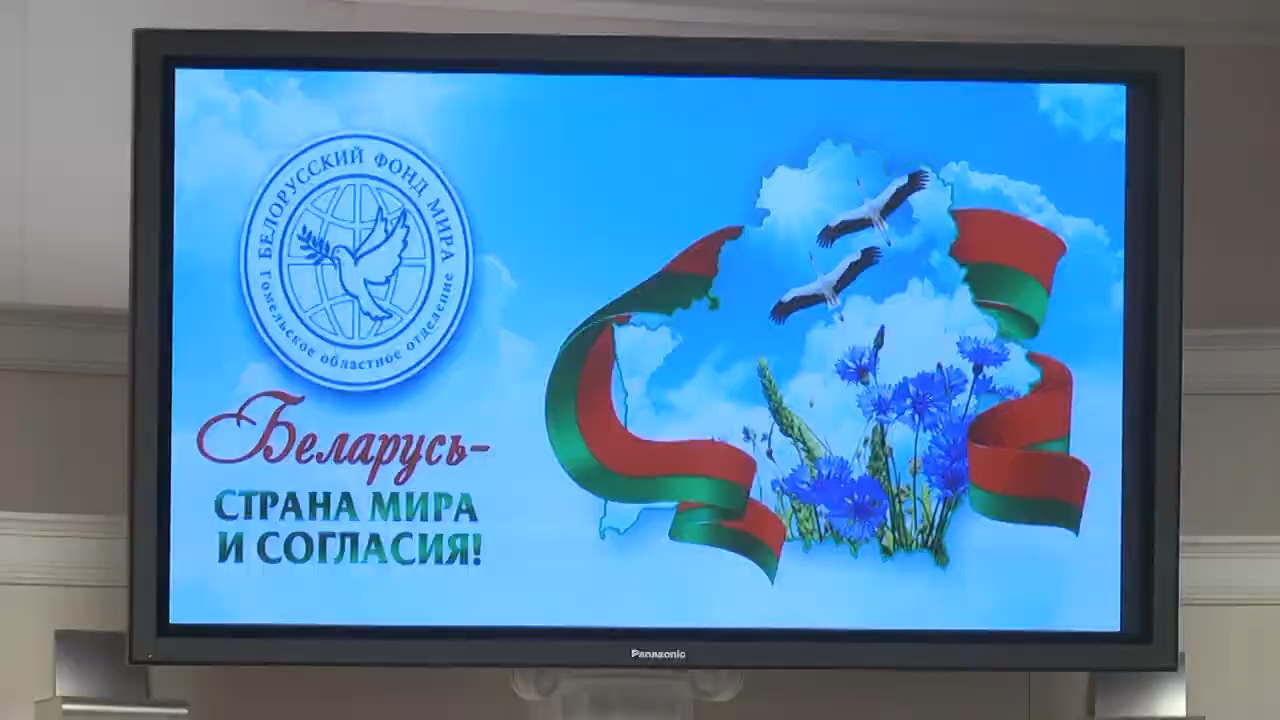 БЕЛОРУССКИЙ ФОНД МИРА
Гомельское областное отделение
Беларусь-
СТРАНА МИРА
И СОГЛАСИЯ!
Panasonic